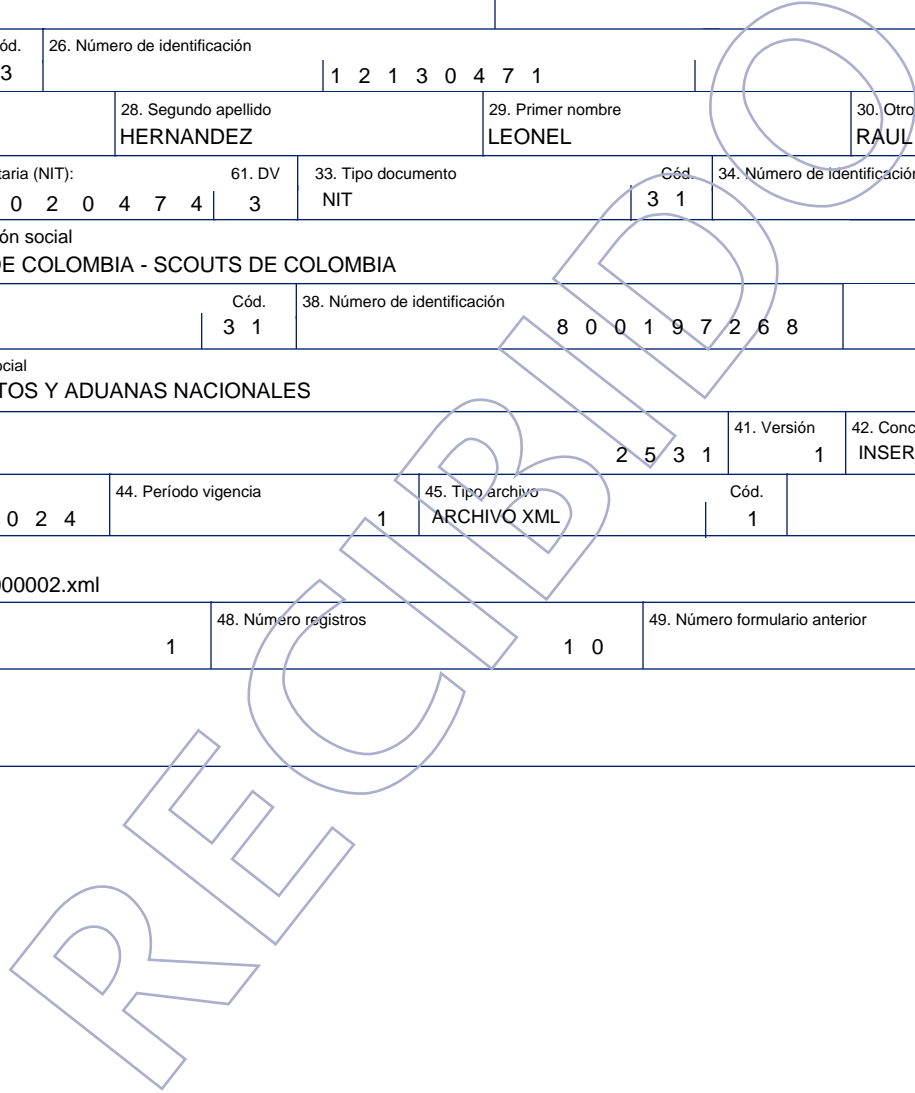 ód. 26. Número de identificación
3 1 2 1 3 0 4 7 1
28. Segundo apellido 29. Primer nombre 30. Otro
HERNANDEZ LEONEL RAUL
taria (NIT): 61. DV 33. Tipo documento Cód. 34. Número de identificación
0 2 0 4 7 4 3 NIT 3 1
ón social
DE COLOMBIA - SCOUTS DE COLOMBIA
Cód. 38. Número de identificación
3 1 8 0 0 1 9 7 2 6 8
ocial
TOS Y ADUANAS NACIONALES
41. Versión 42. Conc
2 5 3 1 1 INSER
44. Período vigencia 45. Tipo archivo Cód.
0 2 4 1 ARCHIVO XML 1
000002.xml
48. Número registros 49. Número formulario anterior
1 1 0
RECIBIDO